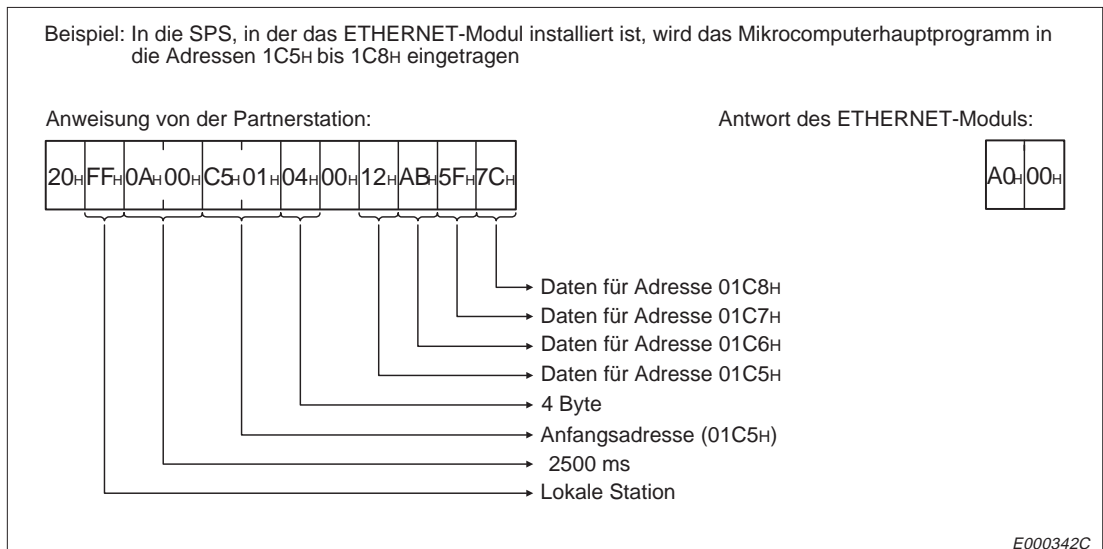 Beispiel: In die SPS, in der das ETHERNET-Modul installiert ist, wird das Mikrocomputerhauptprogramm in
die Adressen 1C5H bis 1C8H eingetragen
Anweisung von der Partnerstation: Antwort des ETHERNET-Moduls:
20H FFH 0AH 00H C5H 01H 04H 00H 12H ABH 5FH 7CH A0H 00H
Daten für Adresse 01C8H
Daten für Adresse 01C7H
Daten für Adresse 01C6H
Daten für Adresse 01C5H
4 Byte
Anfangsadresse (01C5H)
2500 ms
Lokale Station
E000342C